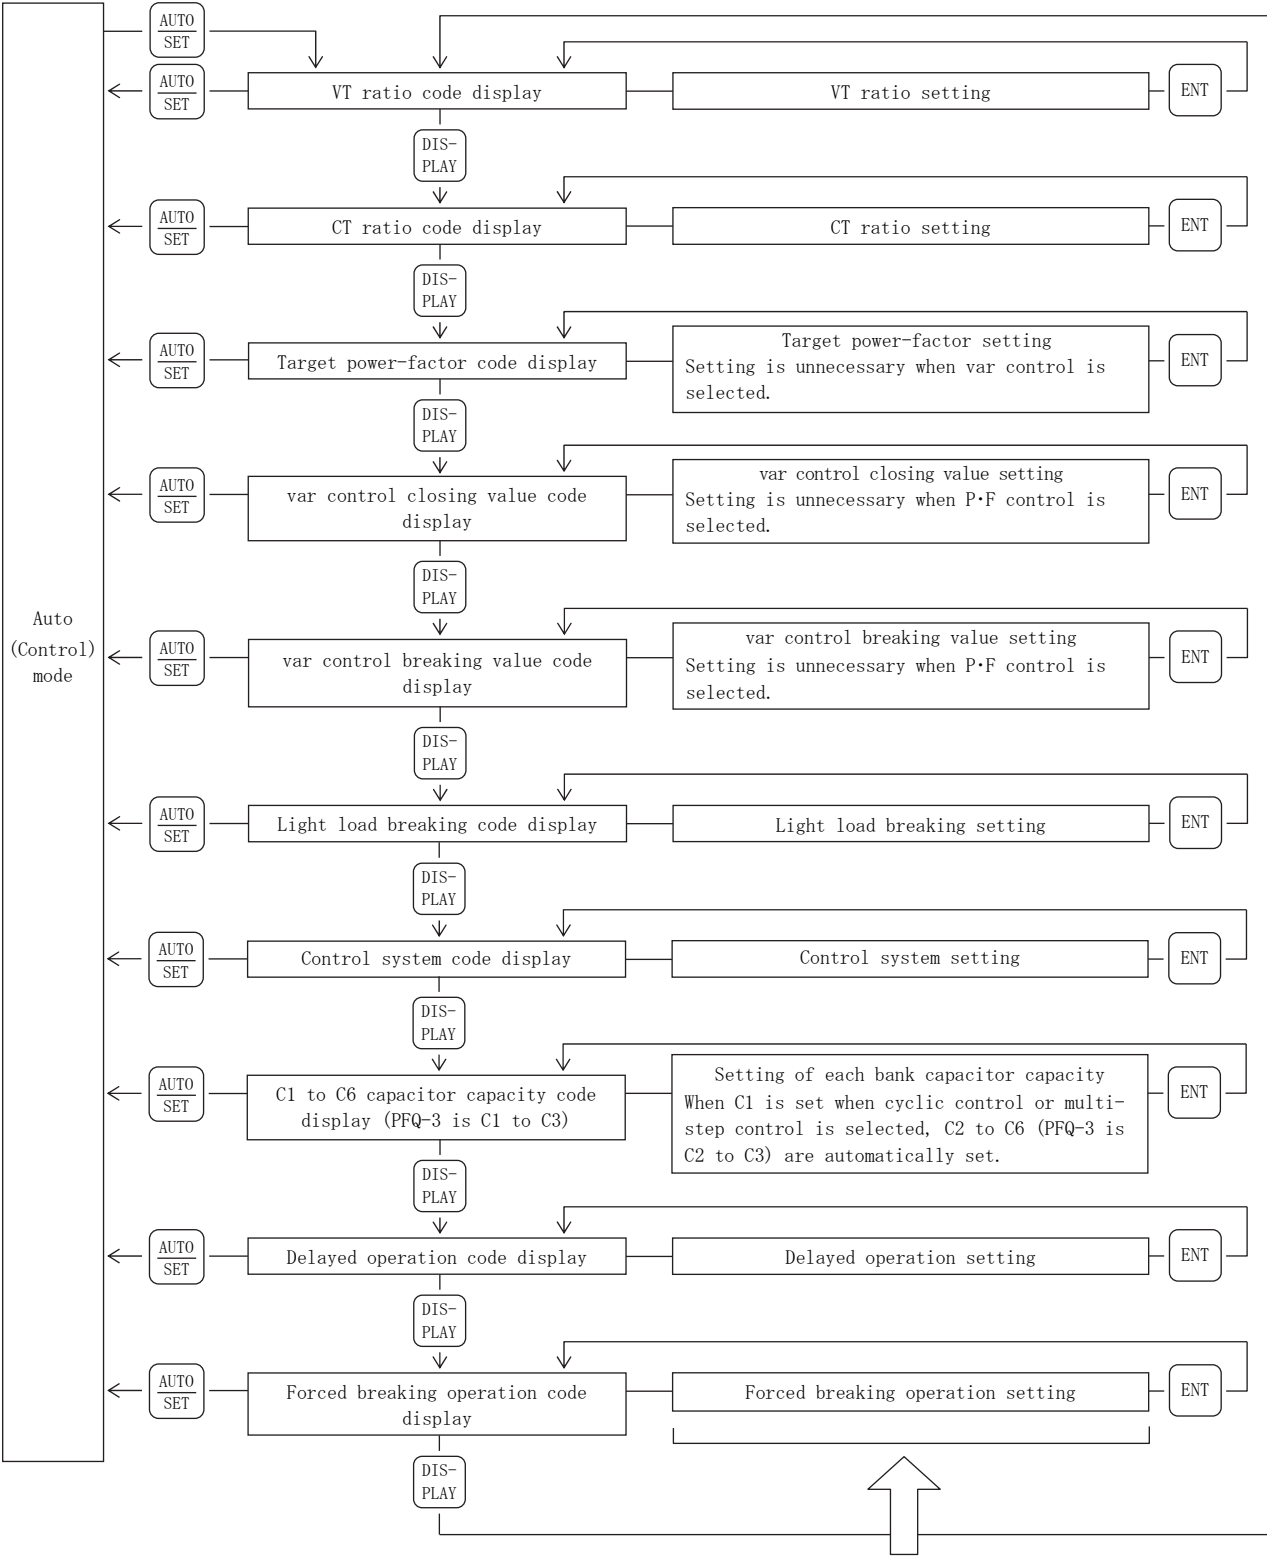 AUTO
SET
AUTO
SET
VT ratio code display
VT ratio setting
ENT
DIS-
PLAY
AUTO
SET
CT ratio code display
CT ratio setting
ENT
DIS-
PLAY
AUTO
SET
Target power-factor code display
Target power-factor setting
Setting is unnecessary when var control is
selected.
ENT
DIS-
PLAY
AUTO
SET
var control closing value code
display
var control closing value setting
Setting is unnecessary when P·F control is
selected.
ENT
DIS-
PLAY
Auto
(Control)
mode
AUTO
SET
var control breaking value code
display
var control breaking value setting
Setting is unnecessary when P·F control is
selected.
ENT
DIS-
PLAY
AUTO
SET
Light load breaking code display
Light load breaking setting
ENT
DIS-
PLAY
AUTO
SET
Control system code display
Control system setting
ENT
DIS-
PLAY
AUTO
SET
C1 to C6 capacitor capacity code
display (PFQ-3 is C1 to C3)
Setting of each bank capacitor capacity
When C1 is set when cyclic control or multi-
step control is selected, C2 to C6 (PFQ-3 is
C2 to C3) are automatically set.
ENT
DIS-
PLAY
AUTO
SET
Delayed operation code display
Delayed operation setting
ENT
DIS-
PLAY
AUTO
SET
Forced breaking operation code
display
Forced breaking operation setting
ENT
DIS-
PLAY